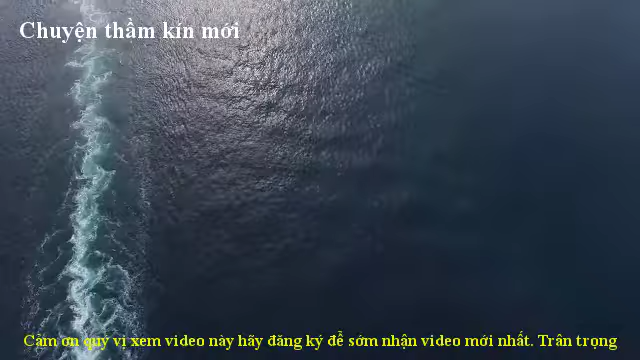 Chuyện thầm kín mới
Cảm ơn quý vị xem video này hãy đăng ký để sớm nhận video mới nhất. Trân trọng